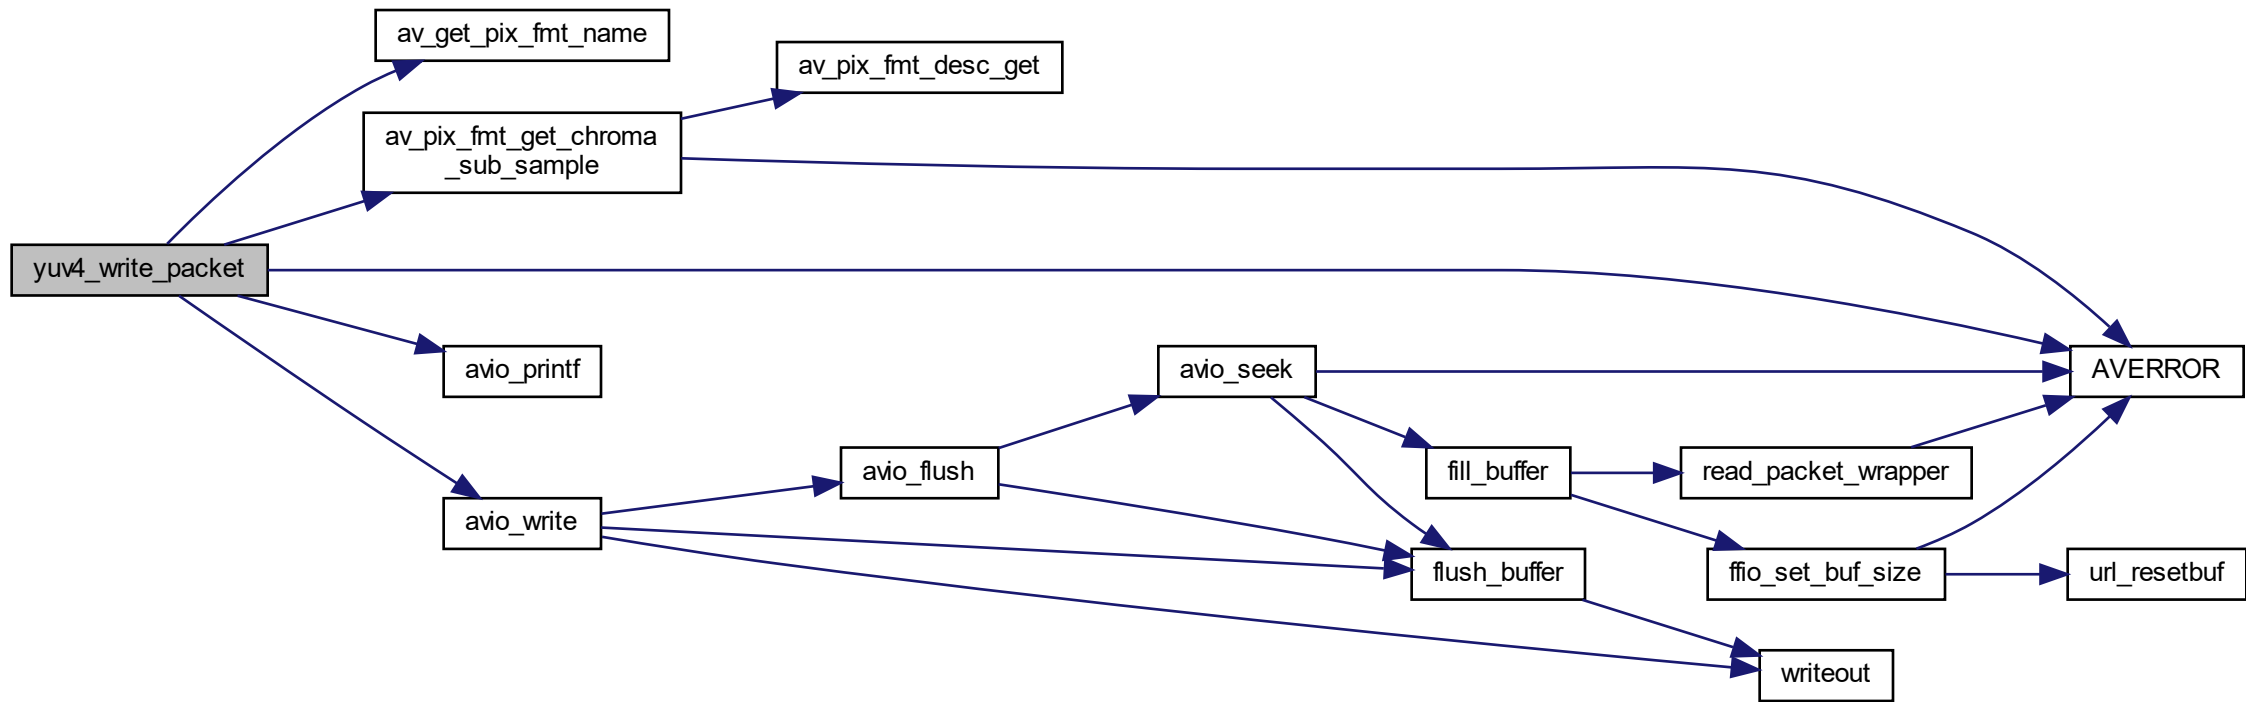 av_get_pix_fmt_name
av_pix_fmt_desc_get
av_pix_fmt_get_chroma
_sub_sample
yuv4_write_packet
avio_printf
avio_seek
AVERROR
avio_flush
fill_buffer
read_packet_wrapper
avio_write
flush_buffer
ffio_set_buf_size
url_resetbuf
writeout